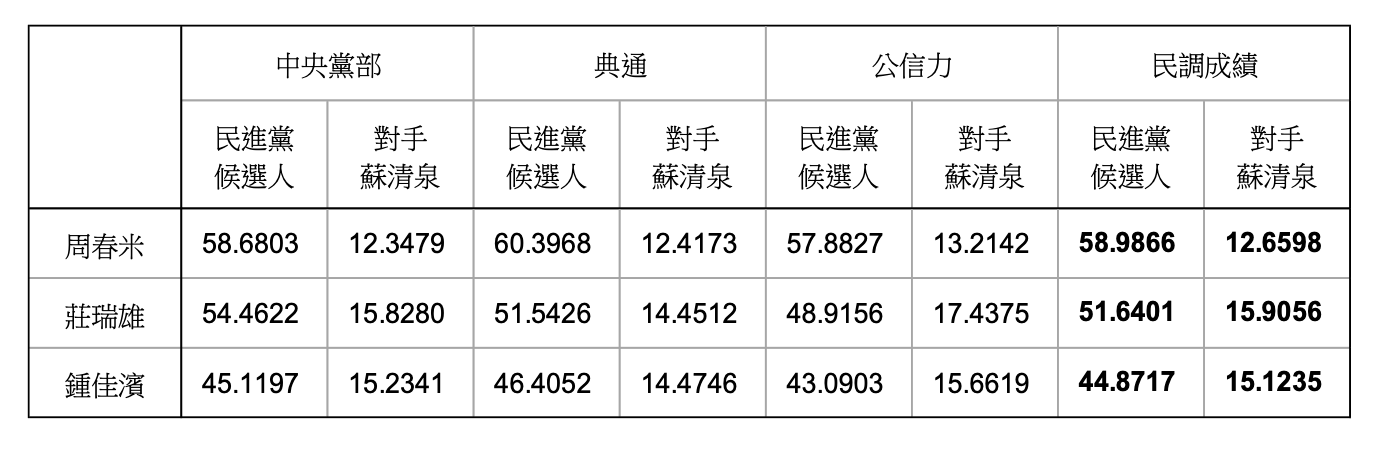 中央黨部 典通 公信力 民調成績
民進黨 對手 民進黨 對手 民進黨 對手 民進黨 對手
候選人 蘇清泉 候選人 蘇清泉 候選人 蘇清泉 候選人 蘇清泉
周春米 58.6803 12.3479 60.3968 12.4173 57.8827 13.2142 58.9866 12.6598
莊瑞雄 54.4622 15.8280 51.5426 14.4512 48.9156 17.4375 51.6401 15.9056
鍾佳濱 45.1197 15.2341 46.4052 14.4746 43.0903 15.6619 44.8717 15.1235